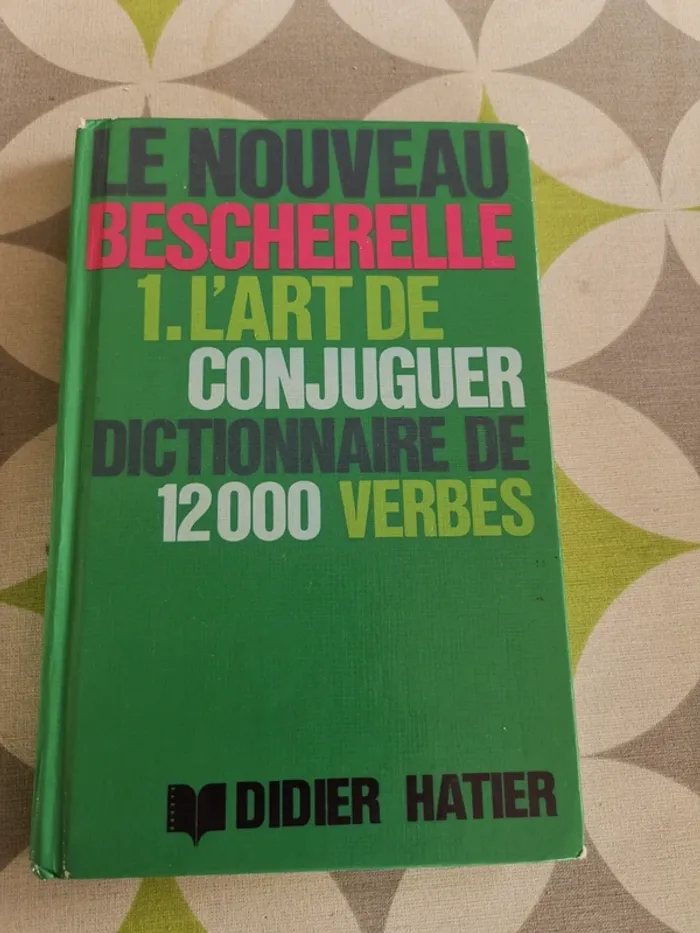 LE NOUVEAU
BESCHERELLE
1.L'ART DE
CONJUGUER
DICTIONNAIRE DE
12000 VERBES
DIDIER HATIER